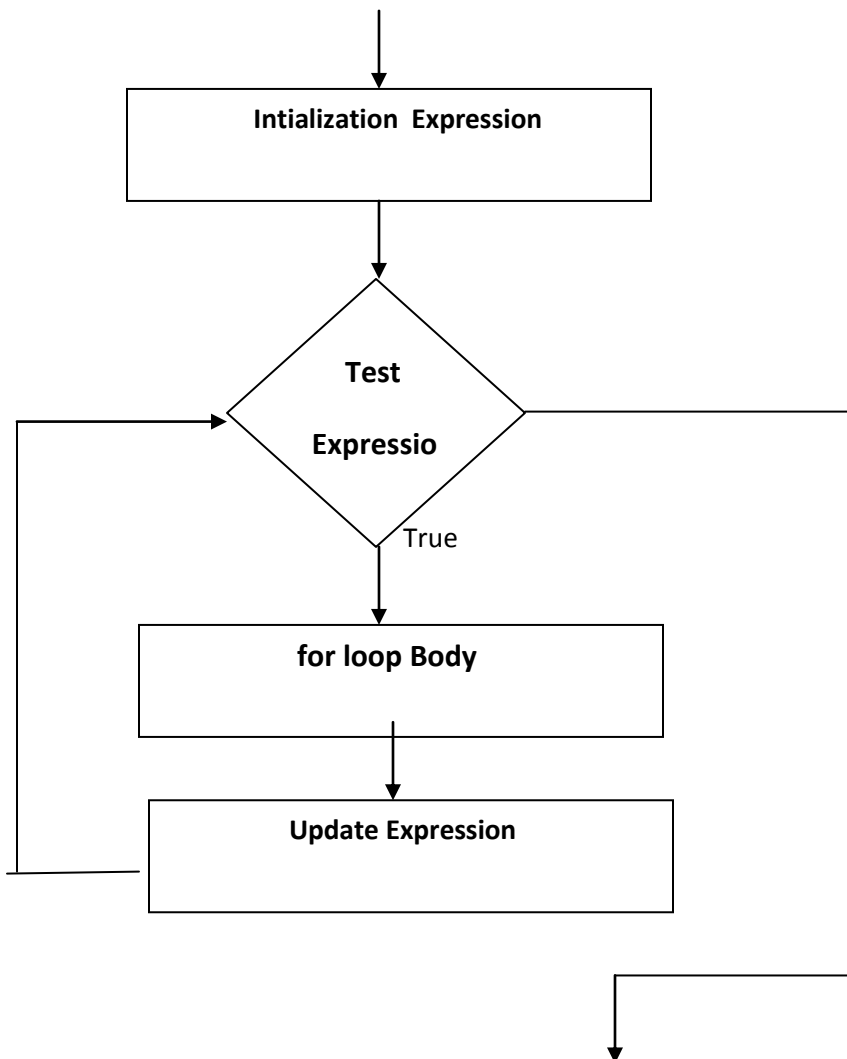 Intialization  Expression
Test
Expressio
True
for loop Body
Update Expression